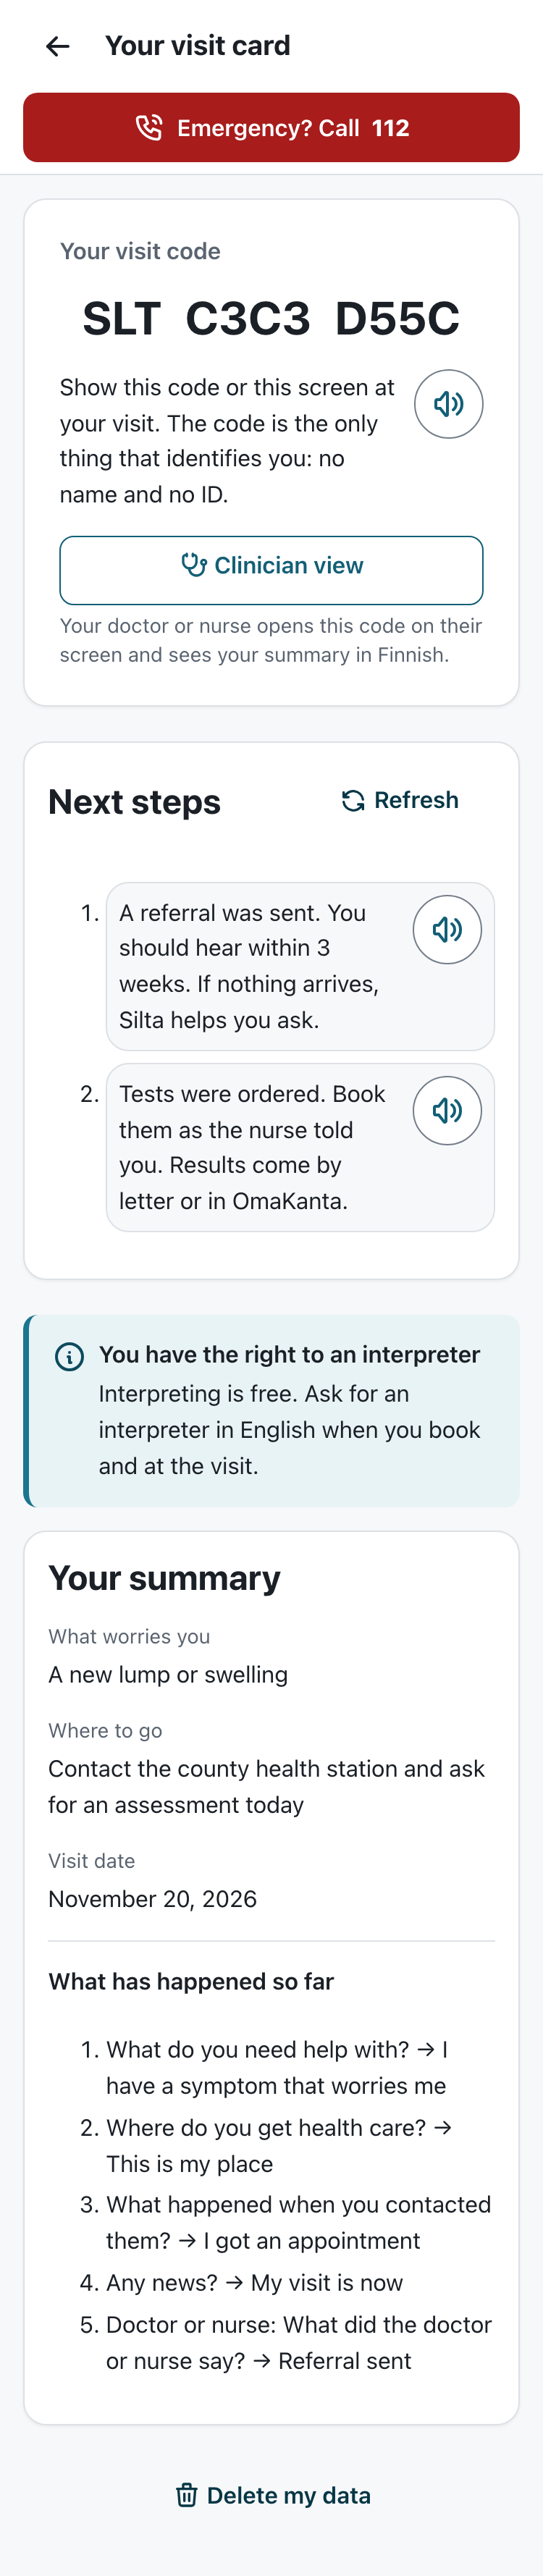 Your visit card
Emergency? Call 112
Your visit code
SLT C3C3 D55C
Show this code or this screen at
your visit. The code is the only
thing that identifies you: no
name and no ID.
Clinician view
Your doctor or nurse opens this code on their
screen and sees your summary in Finnish.
Next steps
Refresh
1. A referral was sent. You
should hear within 3
weeks. If nothing arrives,
Silta helps you ask.
2. Tests were ordered. Book
them as the nurse told
you. Results come by
letter or in OmaKanta.
You have the right to an interpreter
Interpreting is free. Ask for an
interpreter in English when you book
and at the visit.
Your summary
What worries you
A new lump or swelling
Where to go
Contact the county health station and ask
for an assessment today
Visit date
November 20, 2026
What has happened so far
1. What do you need help with? → I
have a symptom that worries me
2. Where do you get health care? →
This is my place
3. What happened when you contacted
them? → I got an appointment
4. Any news? → My visit is now
5. Doctor or nurse: What did the doctor
or nurse say? → Referral sent
Delete my data